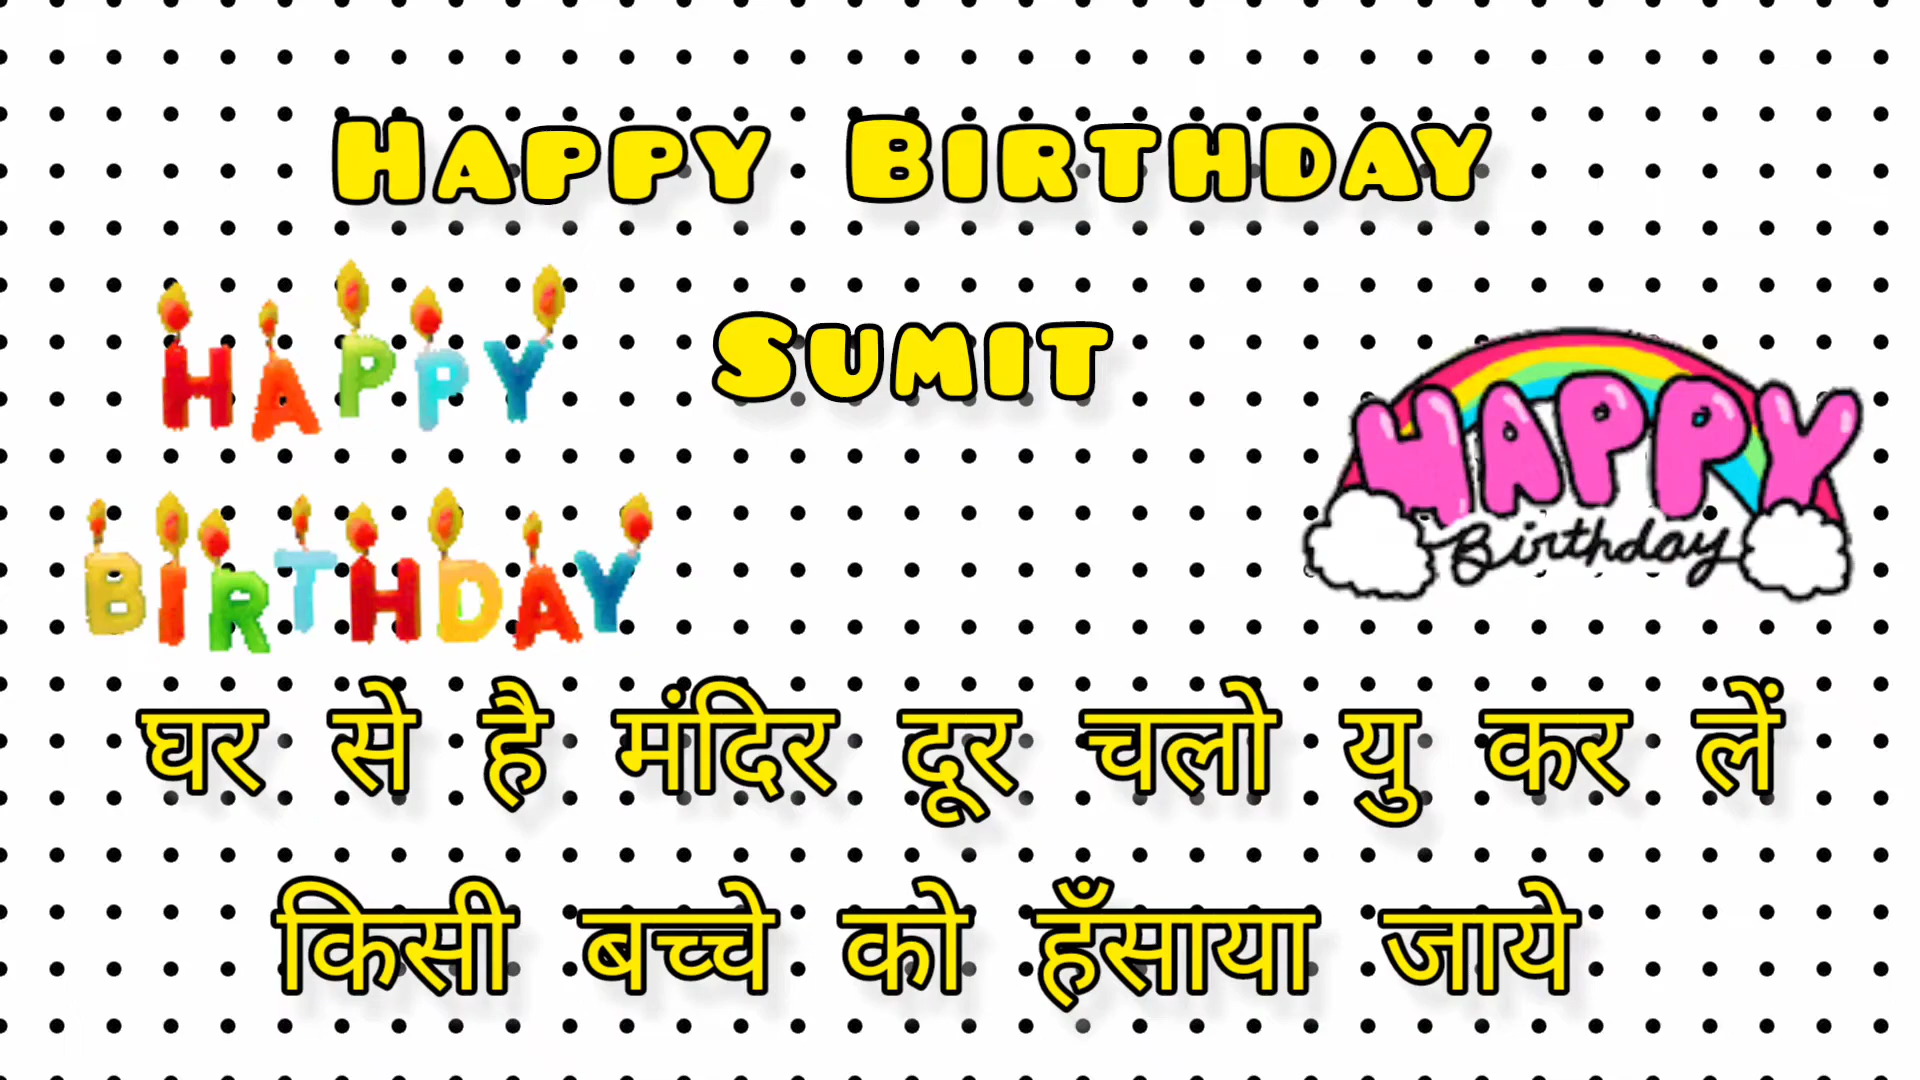 Happy Birthday
Sumit
HAPPY
BIRTHDAY
HAPPY
Birthday
घर से है मंदिर दूर चलो यु कर लें
किसी बच्चे को हँसाया जाये